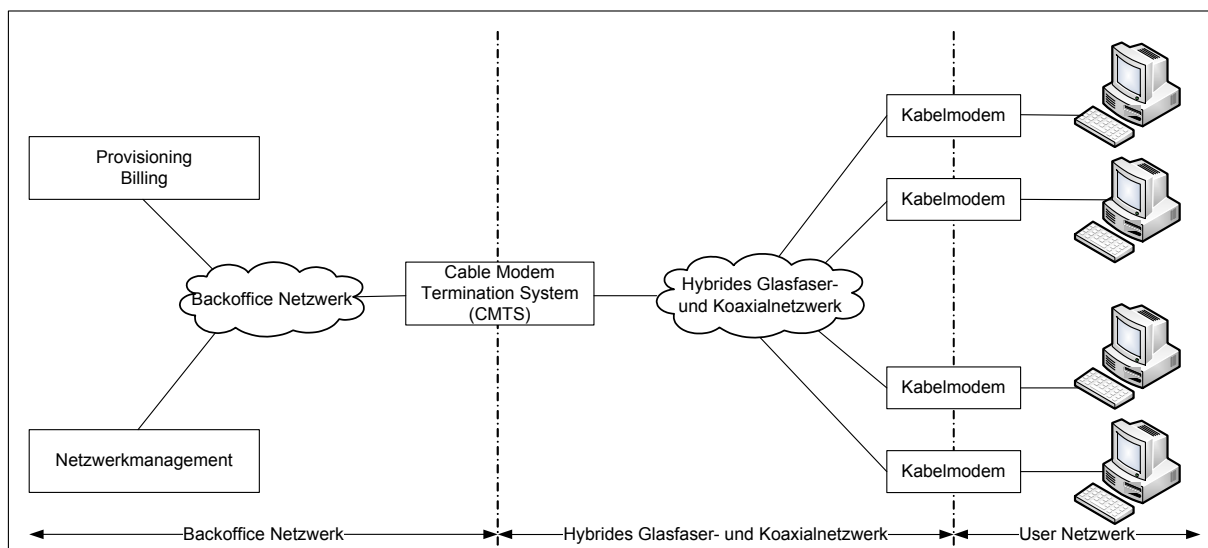 Provisioning
Billing
Backoffice Netzwerk
Netzwerkmanagement
Cable Modem
Termination System
(CMTS)
Hybrides Glasfaser-
und Koaxialnetzwerk
Kabelmodem
Kabelmodem
Kabelmodem
Kabelmodem
Backoffice Netzwerk
Hybrides Glasfaser- und Koaxialnetzwerk
User Netzwerk